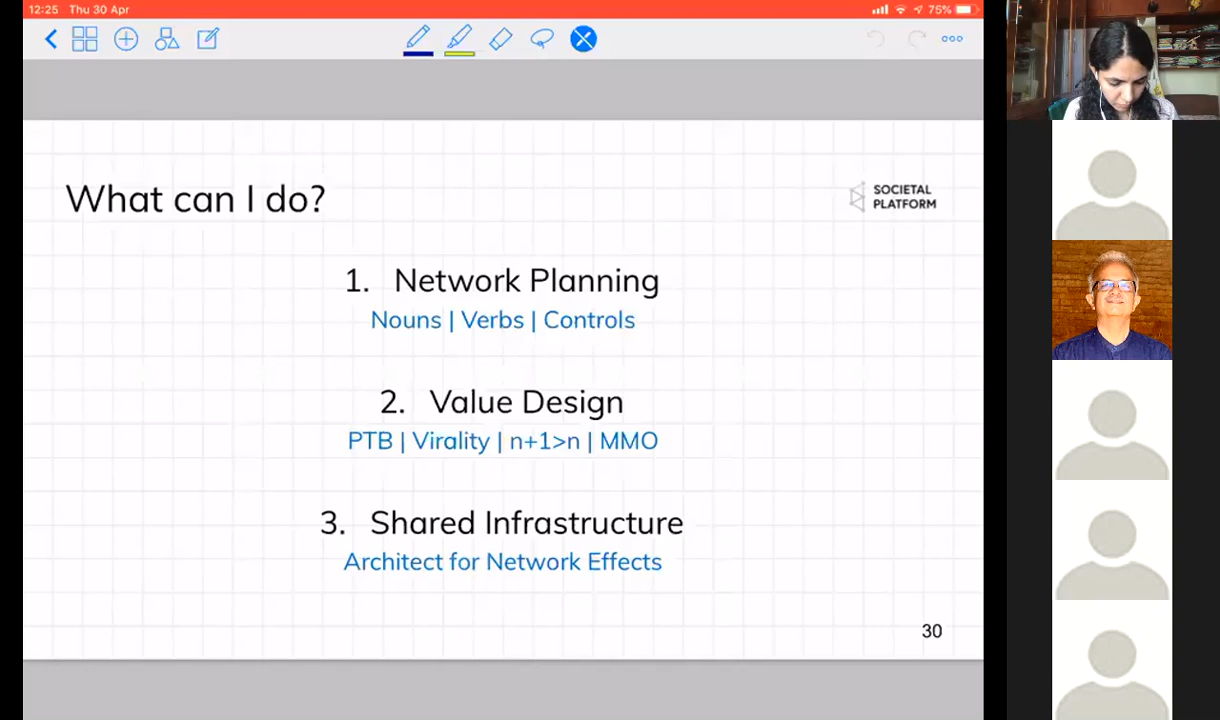 12:25 Thu 30 Apr
75%
What can I do?
SOCIETAL
PLATFORM
1. Network Planning
Nouns | Verbs | Controls
2. Value Design
PTB | Virality | n+1>n | MMO
3. Shared Infrastructure
Architect for Network Effects
30